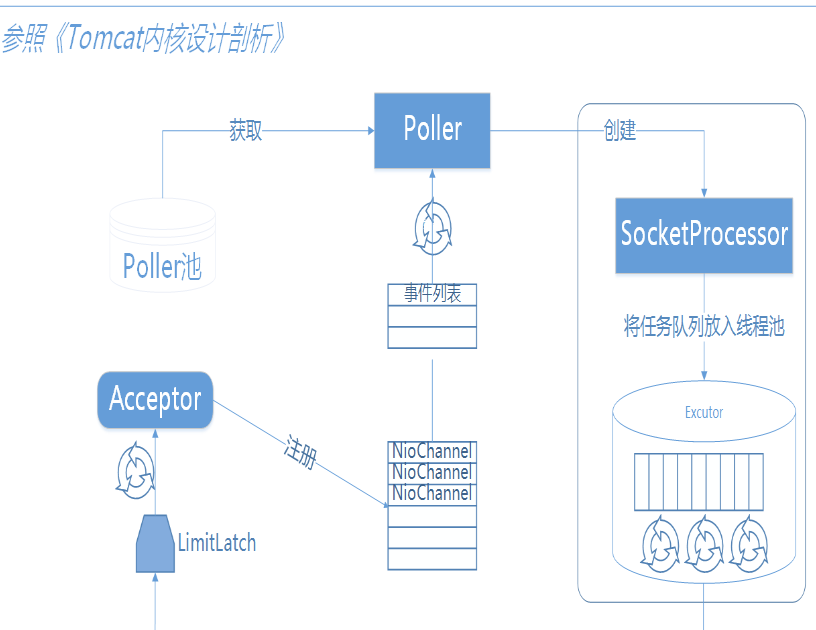 参照《Tomcat内核设计剖析》
获取
Poller
创建
SocketProcessor
Poller池
事件列表
将任务队列放入线程池
Acceptor
注册
Excutor
NioChannel
NioChannel
NioChannel
LimitLatch